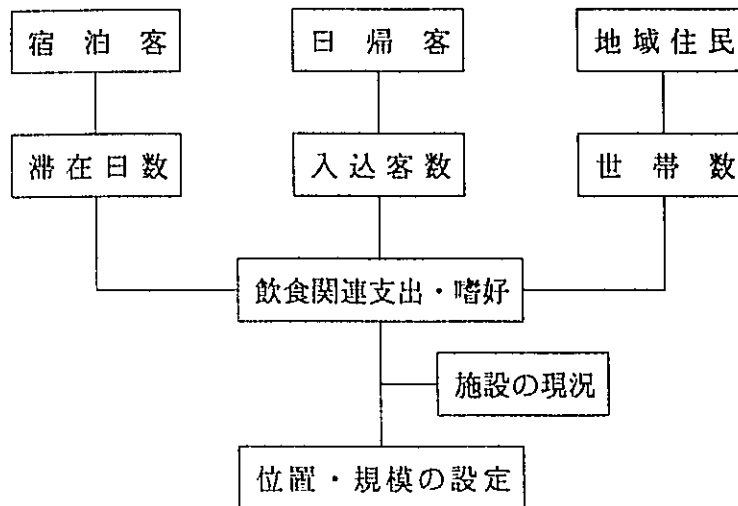 宿泊客
日帰客
地域住民
滞在日数
入込客数
世帯数
飲食関連支出・嗜好
施設の現況
位置・規模の設定